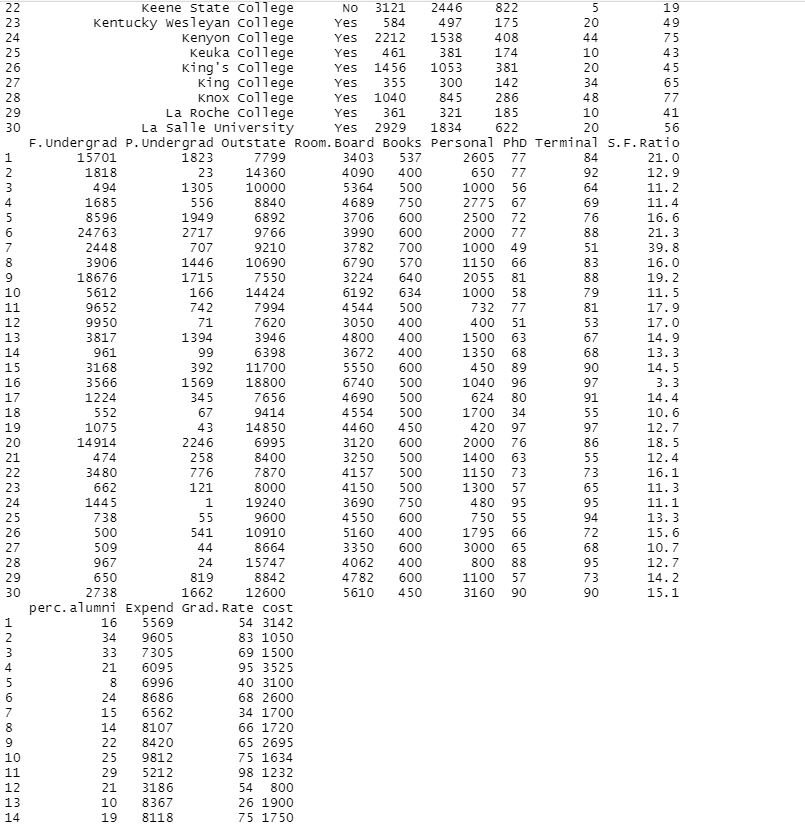 22 Keene State College No 3121 2446 822 5 19
23 Kentucky Wesleyan College Yes 584 497 175 20 49
24 Kenyon College Yes 2212 1538 408 44 75
25 Keuka College Yes 461 381 174 10 43
26 King's College Yes 1456 1053 381 20 45
27 King College Yes 355 300 142 34 65
28 Knox College Yes 1040 845 286 48 77
29 La Roche College Yes 361 321 185 10 41
30 La Salle University Yes 2929 1834 622 20 56
F.Undergrad P.Undergrad Outstate Room.Board Books Personal PhD Terminal S.F.Ratio
1 15701 1823 7799 3403 537 2605 77 84 21.0
2 1818 23 14360 4090 400 650 77 92 12.9
3 494 1305 10000 5364 500 1000 56 64 11.2
4 1685 556 8840 4689 750 2775 67 69 11.4
5 8596 1949 6892 3706 600 2500 72 76 16.6
6 24763 2717 9766 3990 600 2000 77 88 21.3
7 2448 707 9210 3782 700 1000 49 51 39.8
8 3906 1446 10690 6790 570 1150 66 83 16.0
9 18676 1715 7550 3224 640 2055 81 88 19.2
10 5612 166 14424 6192 634 1000 58 79 11.5
11 9652 742 7994 4544 500 732 77 81 17.9
12 9950 71 7620 3050 400 400 51 53 17.0
13 3817 1394 3946 4800 400 1500 63 67 14.9
14 961 99 6398 3672 400 1350 68 68 13.3
15 3168 392 11700 5550 600 450 89 90 14.5
16 3566 1569 18800 6740 500 1040 96 97 3.3
17 1224 345 7656 4690 500 624 80 91 14.4
18 552 67 9414 4554 500 1700 34 55 10.6
19 1075 43 14850 4460 450 420 97 97 12.7
20 14914 2246 6995 3120 600 2000 76 86 18.5
21 474 258 8400 3250 500 1400 63 55 12.4
22 3480 776 7870 4157 500 1150 73 73 16.1
23 662 121 8000 4150 500 1300 57 65 11.3
24 1445 1 19240 3690 750 480 95 95 11.1
25 738 55 9600 4550 600 750 55 94 13.3
26 500 541 10910 5160 400 1795 66 72 15.6
27 509 44 8664 3350 600 3000 65 68 10.7
28 967 24 15747 4062 400 800 88 95 12.7
29 650 819 8842 4782 600 1100 57 73 14.2
30 2738 1662 12600 5610 450 3160 90 90 15.1
perc.alumni Expend Grad.Rate cost
1 16 5569 54 3142
2 34 9605 83 1050
3 33 7305 69 1500
4 21 6095 95 3525
5 8 6996 40 3100
6 24 8686 68 2600
7 15 6562 34 1700
8 14 8107 66 1720
9 22 8420 65 2695
10 25 9812 75 1634
11 29 5212 98 1232
12 21 3186 54 800
13 10 8367 26 1900
14 19 8118 75 1750